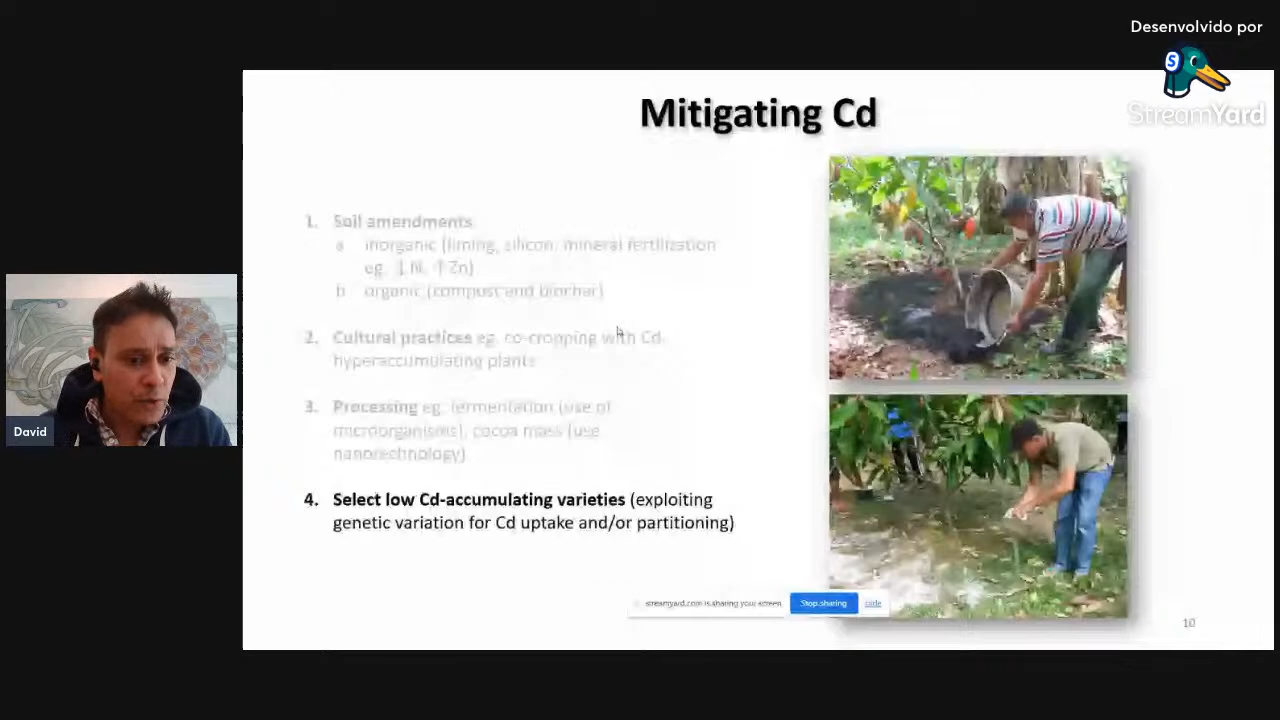 Desenvolvido por
StreamYard
Mitigating Cd
1. Soil amendments
a inorganic (liming, silicon, mineral fertilization
eg. ↓ N, ↑ Zn)
b organic (compost and biochar)
2. Cultural practices eg. co-cropping with Cd-
hyperaccumulating plants
3. Processing eg. fermentation (use of
microorganisms), cocoa mass (use
nanotechnology)
David
4. Select low Cd-accumulating varieties (exploiting
genetic variation for Cd uptake and/or partitioning)
streamyard.com is sharing your screen.
Stop sharing
Hide
10